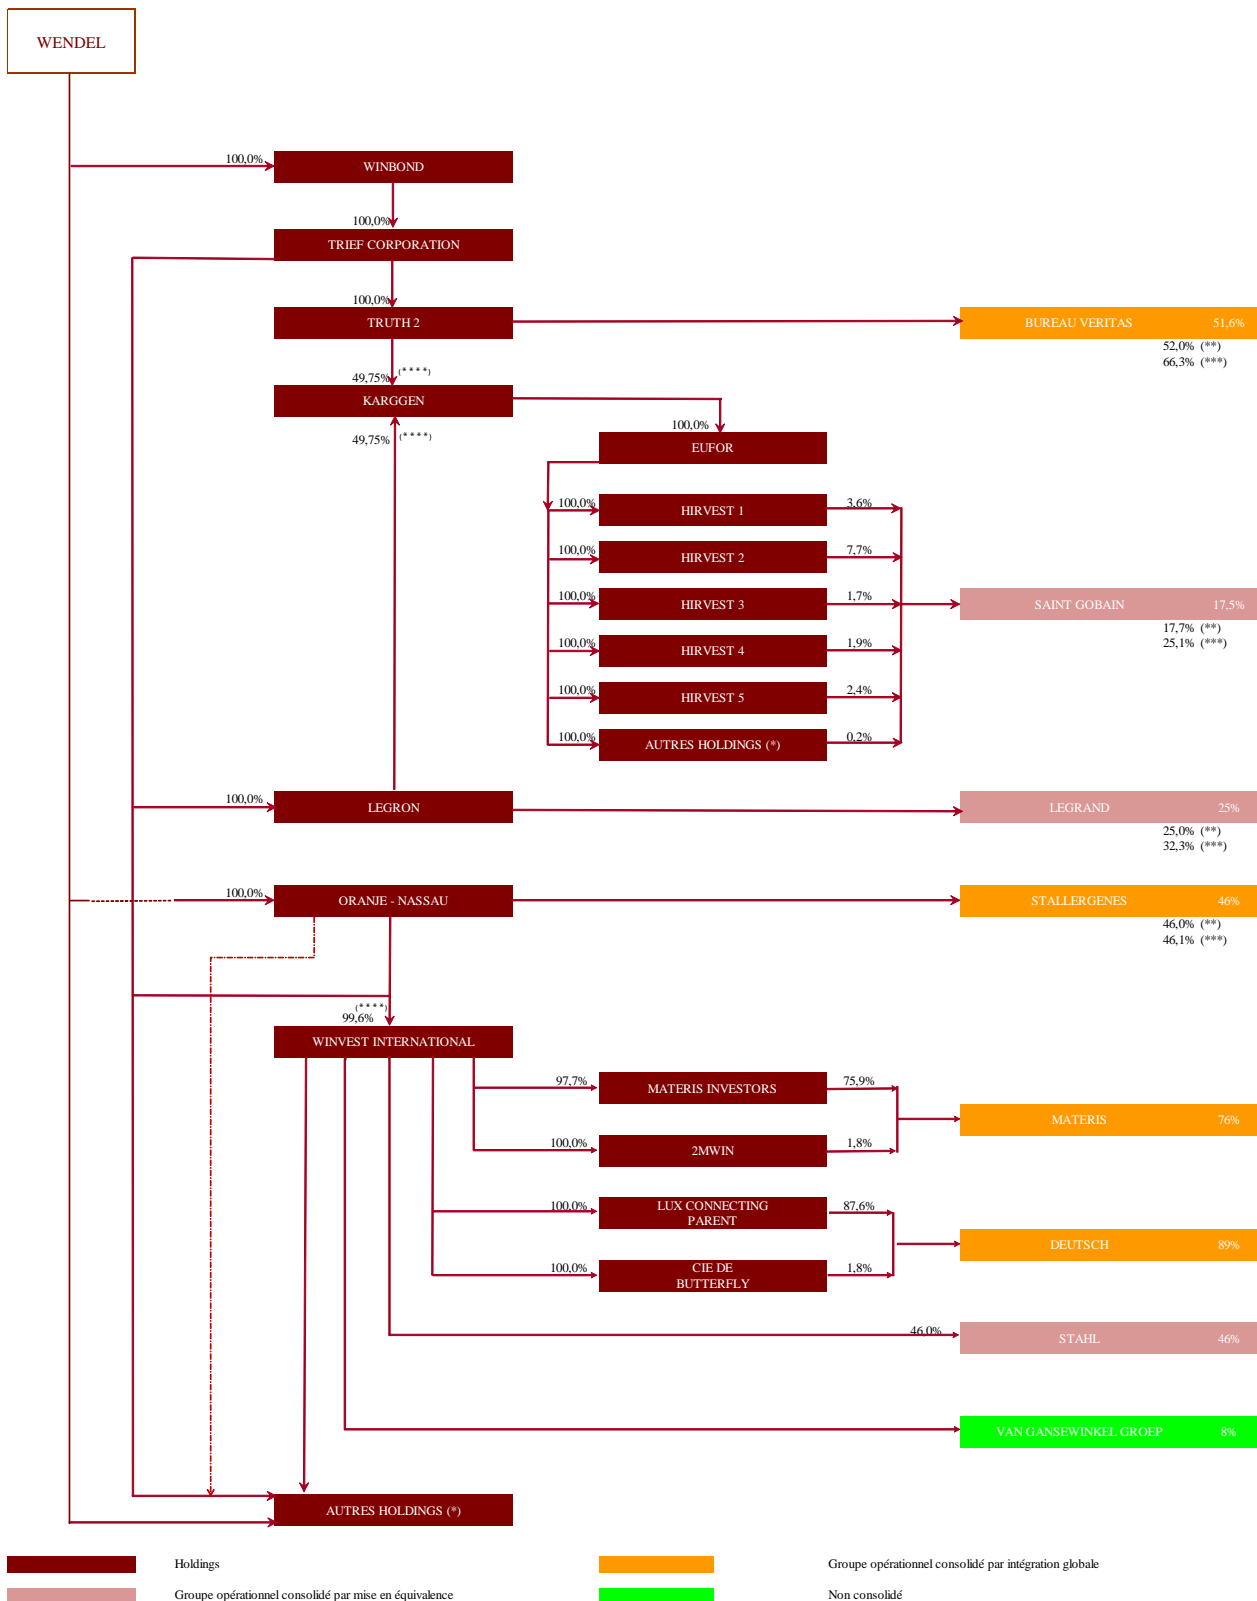 WENDEL
100,0%
WINBOND
100,0%
TRIEF CORPORATION
100,0%
TRUTH 2
BUREAU VERITAS 51,6%
52,0% (**)
66,3% (***)
49,75% (****)
KARGGEN
49,75% (****)
100,0%
EUFOR
100,0% HIRVEST 1 3,6%
100,0% HIRVEST 2 7,7%
100,0% HIRVEST 3 1,7%
SAINT GOBAIN 17,5%
17,7% (**)
25,1% (***)
100,0% HIRVEST 4 1,9%
100,0% HIRVEST 5 2,4%
100,0% AUTRES HOLDINGS (*) 0,2%
100,0% LEGRON
LEGRAND 25%
25,0% (**)
32,3% (***)
100,0% ORANJE - NASSAU
STALLERGENES 46%
46,0% (**)
46,1% (***)
(****)
99,6%
WINVEST INTERNATIONAL
97,7% MATERIS INVESTORS 75,9%
MATERIS 76%
100,0% 2MWIN 1,8%
100,0% LUX CONNECTING
PARENT 87,6%
DEUTSCH 89%
100,0% CIE DE
BUTTERFLY 1,8%
46,0% STAHL 46%
VAN GANSEWINKEL GROEP 8%
AUTRES HOLDINGS (*)
Holdings
Groupe opérationnel consolidé par intégration globale
Groupe opérationnel consolidé par mise en équivalence
Non consolidé